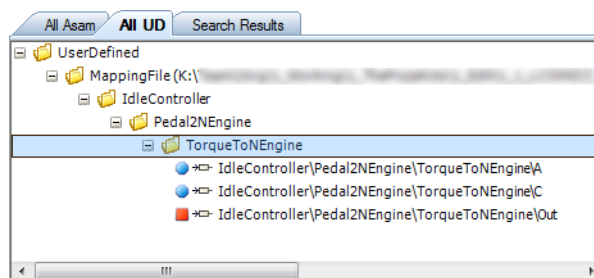 All Asam All UD Search Results
UserDefined
MappingFile (K:\
IdleController
Pedal2NEngine
TorqueToNEngine
IdleController\Pedal2NEngine\TorqueToNEngine\A
IdleController\Pedal2NEngine\TorqueToNEngine\C
IdleController\Pedal2NEngine\TorqueToNEngine\Out